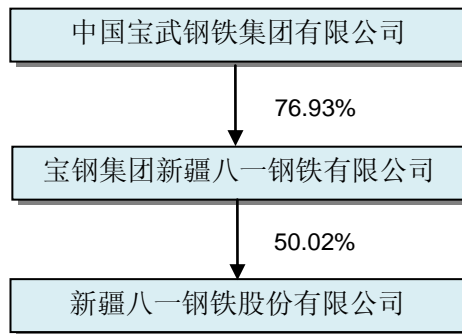 中国宝武钢铁集团有限公司
76.93%
宝钢集团新疆八一钢铁有限公司
50.02%
新疆八一钢铁股份有限公司